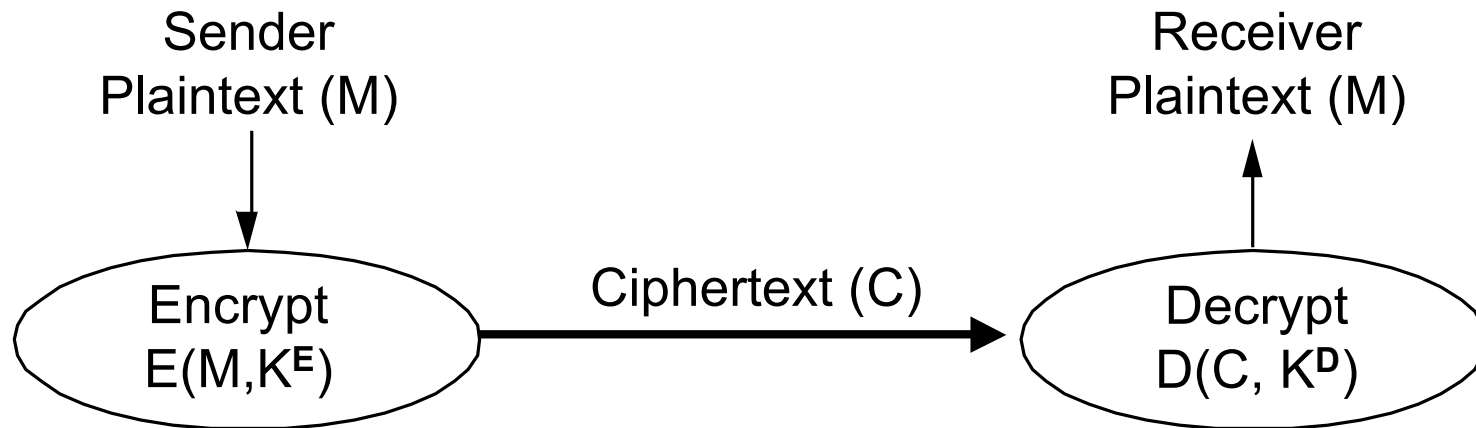 Sender
Plaintext (M)
Receiver
Plaintext (M)
Ciphertext (C)
Encrypt
E(M,Kᴱ)
Decrypt
D(C, Kᴰ)